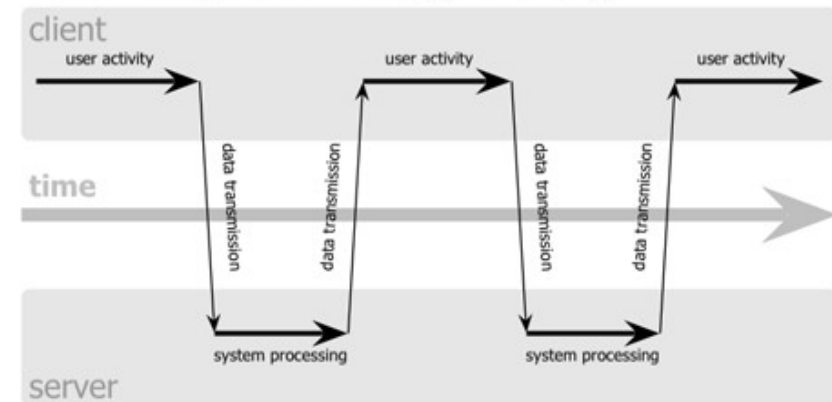 client
user activity
user activity
user activity
data transmission
data transmission
data transmission
data transmission
time
system processing
system processing
server